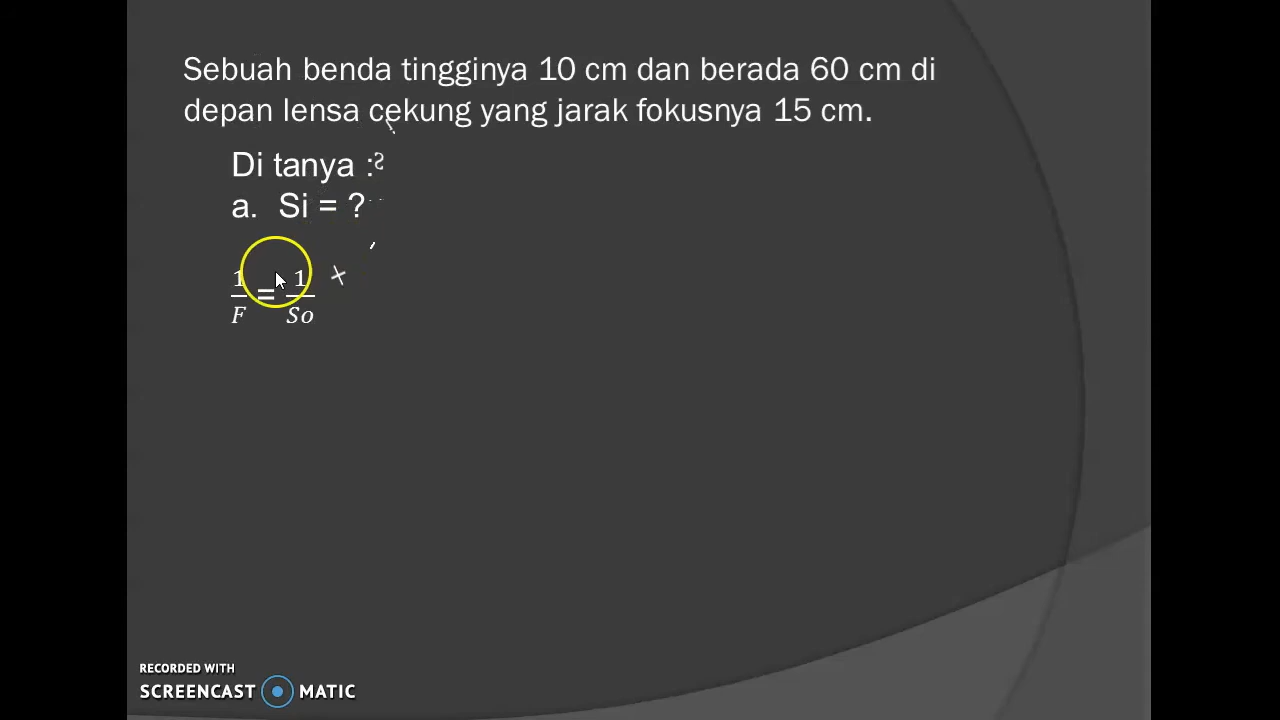 Sebuah benda tingginya 10 cm dan berada 60 cm di
depan lensa cekung yang jarak fokusnya 15 cm.
Di tanya :?
a. Si = ?
1/F = 1/So +
RECORDED WITH
SCREENCAST MATIC